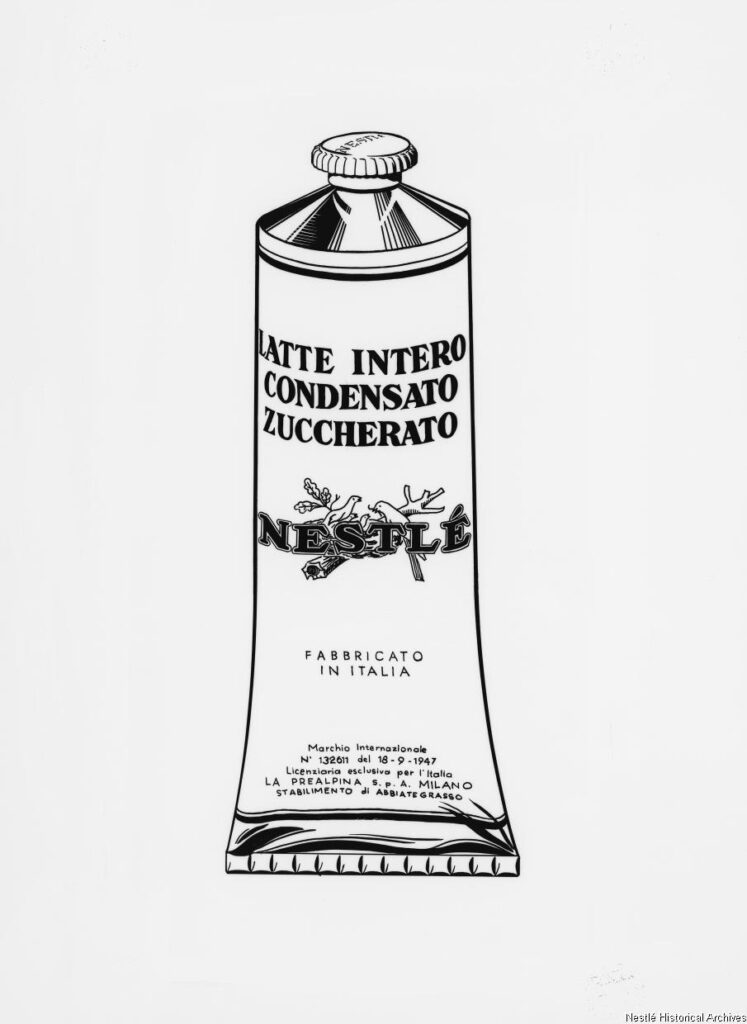 NESTLÉ
LATTE INTERO
CONDENSATO
ZUCCHERATO
NESTLÉ
FABBRICATO
IN ITALIA
Marchio Internazionale
N° 132611 del 18-9-1947
Licenziaria esclusiva per l'Italia
LA PREALPINA S.p.A. MILANO
STABILIMENTO di ABBIATEGRASSO
Nestlé Historical Archives